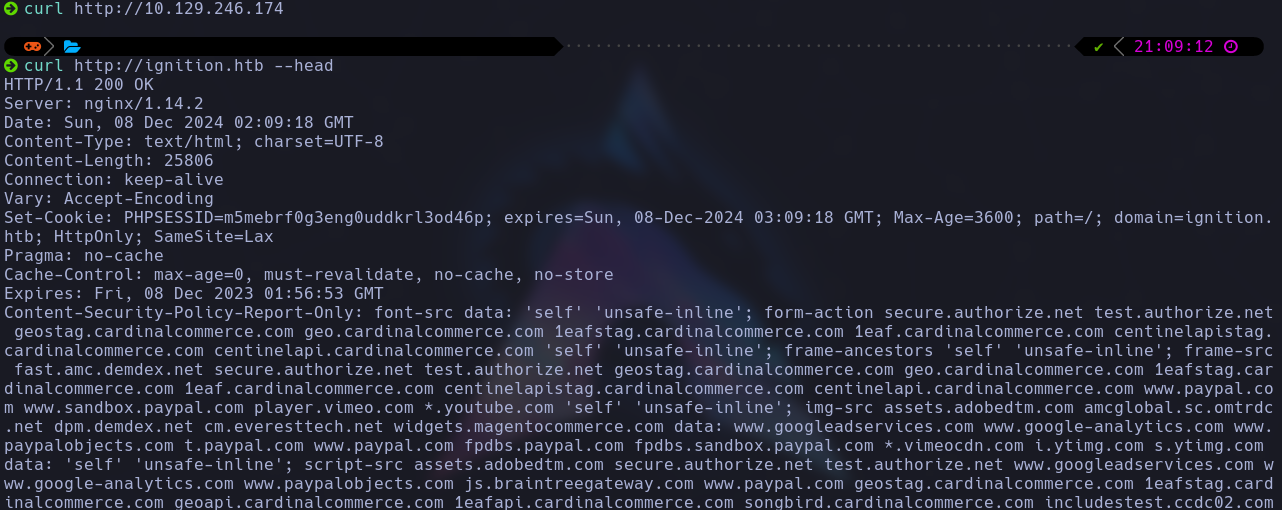 curl http://10.129.246.174
✔ 21:09:12
curl http://ignition.htb --head
HTTP/1.1 200 OK
Server: nginx/1.14.2
Date: Sun, 08 Dec 2024 02:09:18 GMT
Content-Type: text/html; charset=UTF-8
Content-Length: 25806
Connection: keep-alive
Vary: Accept-Encoding
Set-Cookie: PHPSESSID=m5mebrf0g3eng0uddkrl3od46p; expires=Sun, 08-Dec-2024 03:09:18 GMT; Max-Age=3600; path=/; domain=ignition.
htb; HttpOnly; SameSite=Lax
Pragma: no-cache
Cache-Control: max-age=0, must-revalidate, no-cache, no-store
Expires: Fri, 08 Dec 2023 01:56:53 GMT
Content-Security-Policy-Report-Only: font-src data: 'self' 'unsafe-inline'; form-action secure.authorize.net test.authorize.net
geostag.cardinalcommerce.com geo.cardinalcommerce.com 1eafstag.cardinalcommerce.com 1eaf.cardinalcommerce.com centinelapistag.
cardinalcommerce.com centinelapi.cardinalcommerce.com 'self' 'unsafe-inline'; frame-ancestors 'self' 'unsafe-inline'; frame-src
fast.amc.demdex.net secure.authorize.net test.authorize.net geostag.cardinalcommerce.com geo.cardinalcommerce.com 1eafstag.car
dinalcommerce.com 1eaf.cardinalcommerce.com centinelapistag.cardinalcommerce.com centinelapi.cardinalcommerce.com www.paypal.co
m www.sandbox.paypal.com player.vimeo.com *.youtube.com 'self' 'unsafe-inline'; img-src assets.adobedtm.com amcglobal.sc.omtrdc
.net dpm.demdex.net cm.everesttech.net widgets.magentocommerce.com data: www.googleadservices.com www.google-analytics.com www.
paypalobjects.com t.paypal.com www.paypal.com fpdbs.paypal.com fpdbs.sandbox.paypal.com *.vimeocdn.com i.ytimg.com s.ytimg.com
data: 'self' 'unsafe-inline'; script-src assets.adobedtm.com secure.authorize.net test.authorize.net www.googleadservices.com w
ww.google-analytics.com www.paypalobjects.com js.braintreegateway.com www.paypal.com geostag.cardinalcommerce.com 1eafstag.card
inalcommerce.com geoapi.cardinalcommerce.com 1eafapi.cardinalcommerce.com songbird.cardinalcommerce.com includestest.ccdc02.com